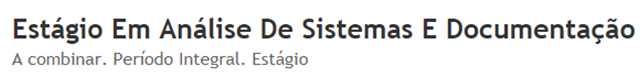 Estágio Em Análise De Sistemas E Documentação
A combinar. Período Integral. Estágio